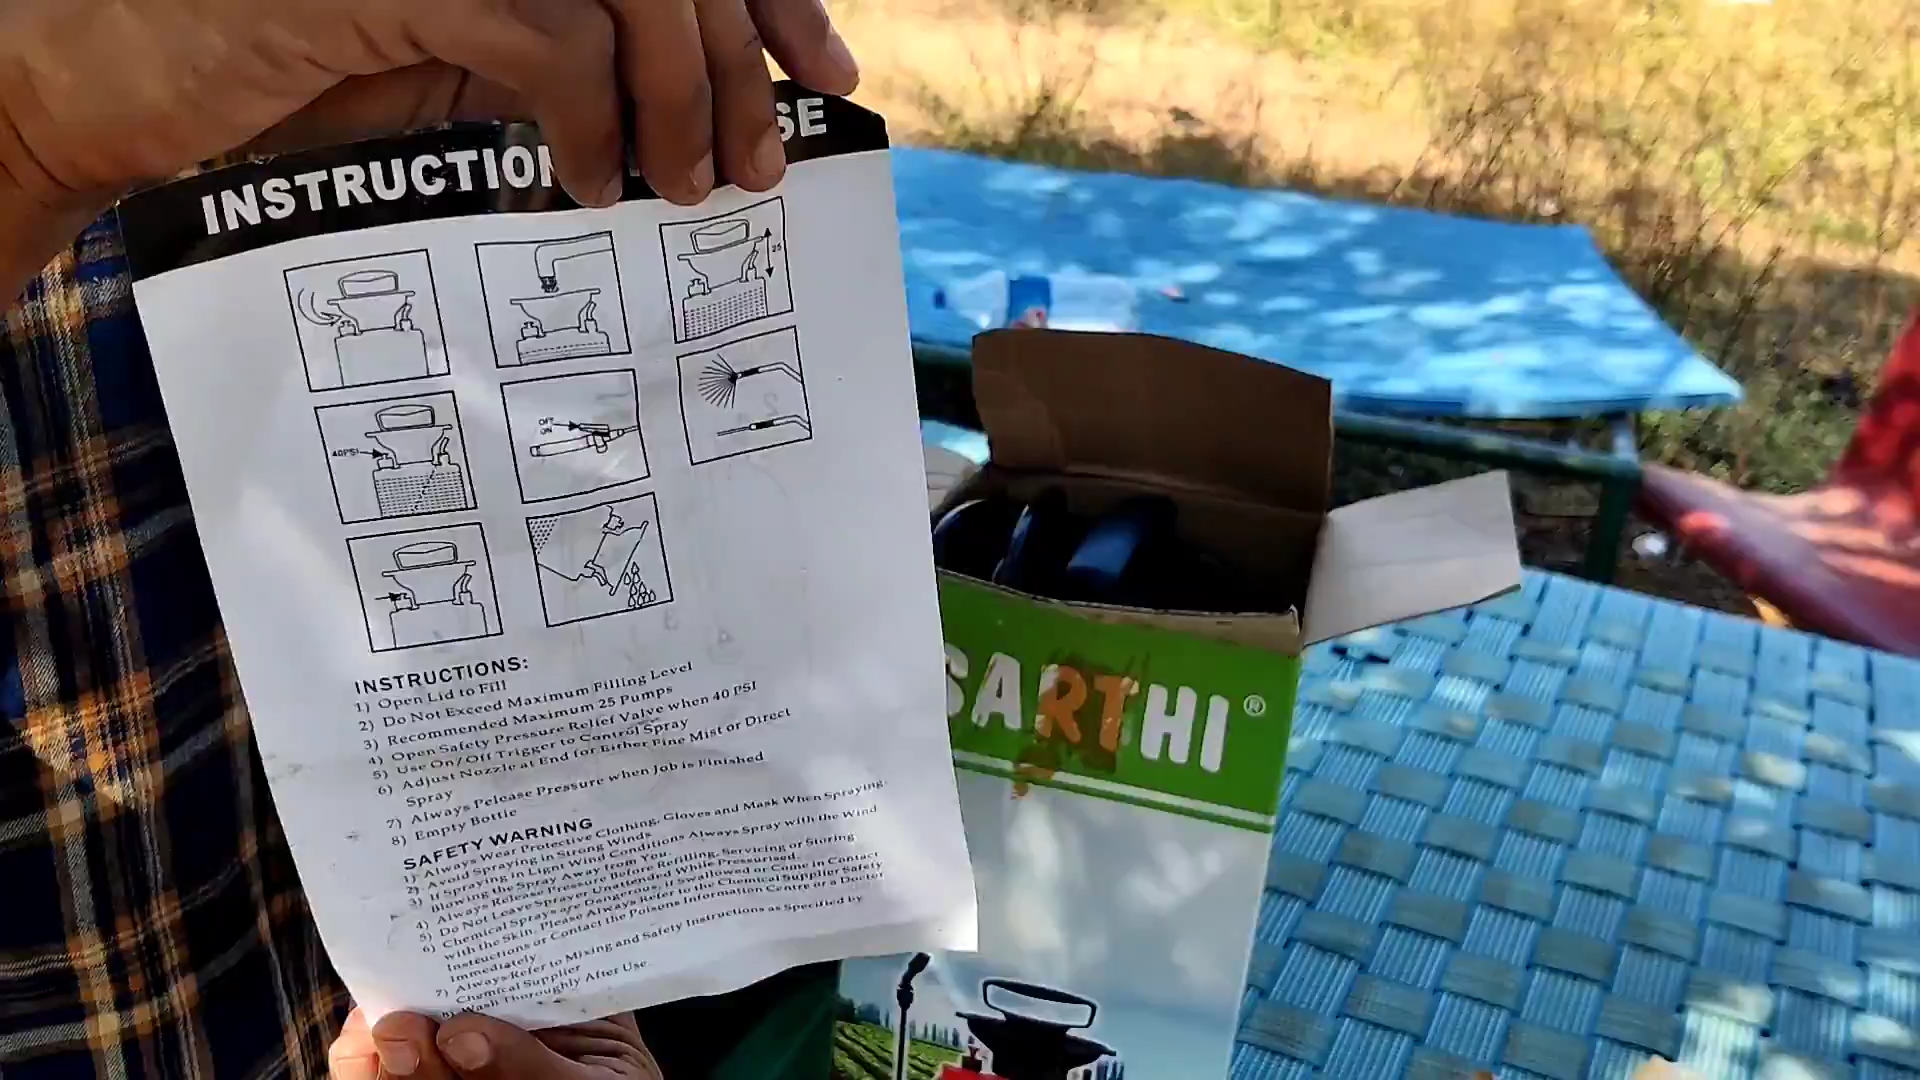 INSTRUCTION SE
25
40PSI
OFF
ON
INSTRUCTIONS:
1) Open Lid to Fill
2) Do Not Exceed Maximum Filling Level
3) Recommended Maximum 25 Pumps
4) Open Safety Pressure Relief Valve when 40 PSI
5) Use On/Off Trigger to Control Spray
6) Adjust Nozzle at End for Either Fine Mist or Direct
Spray
7) Always Pelease Pressure when Job is Finished
8) Empty Bottle
SAFETY WARNING
1) Always Wear Protective Clothing, Gloves and Mask When Spraying.
2) Avoid Spraying in Strong Winds
3) If Spraying in Light Wind Conditions Always Spray with the Wind
Blowing the Spray Away from You.
4) Always Release Pressure Before Refilling, Servicing or Storing
5) Do Not Leave Sprayer Unattended While Pressurised.
6) Chemical Sprays are Dangerous, if Swallowed or Come in Contact
with the Skin. Please Always Refer to the Chemical Supplier Safety
Instructions or Contact the Poisons Information Centre or a Doctor
Immediately
7) Always Refer to Mixing and Safety Instructions as Specified by
Chemical Supplier
8) Wash Thoroughly After Use
SARTHI®